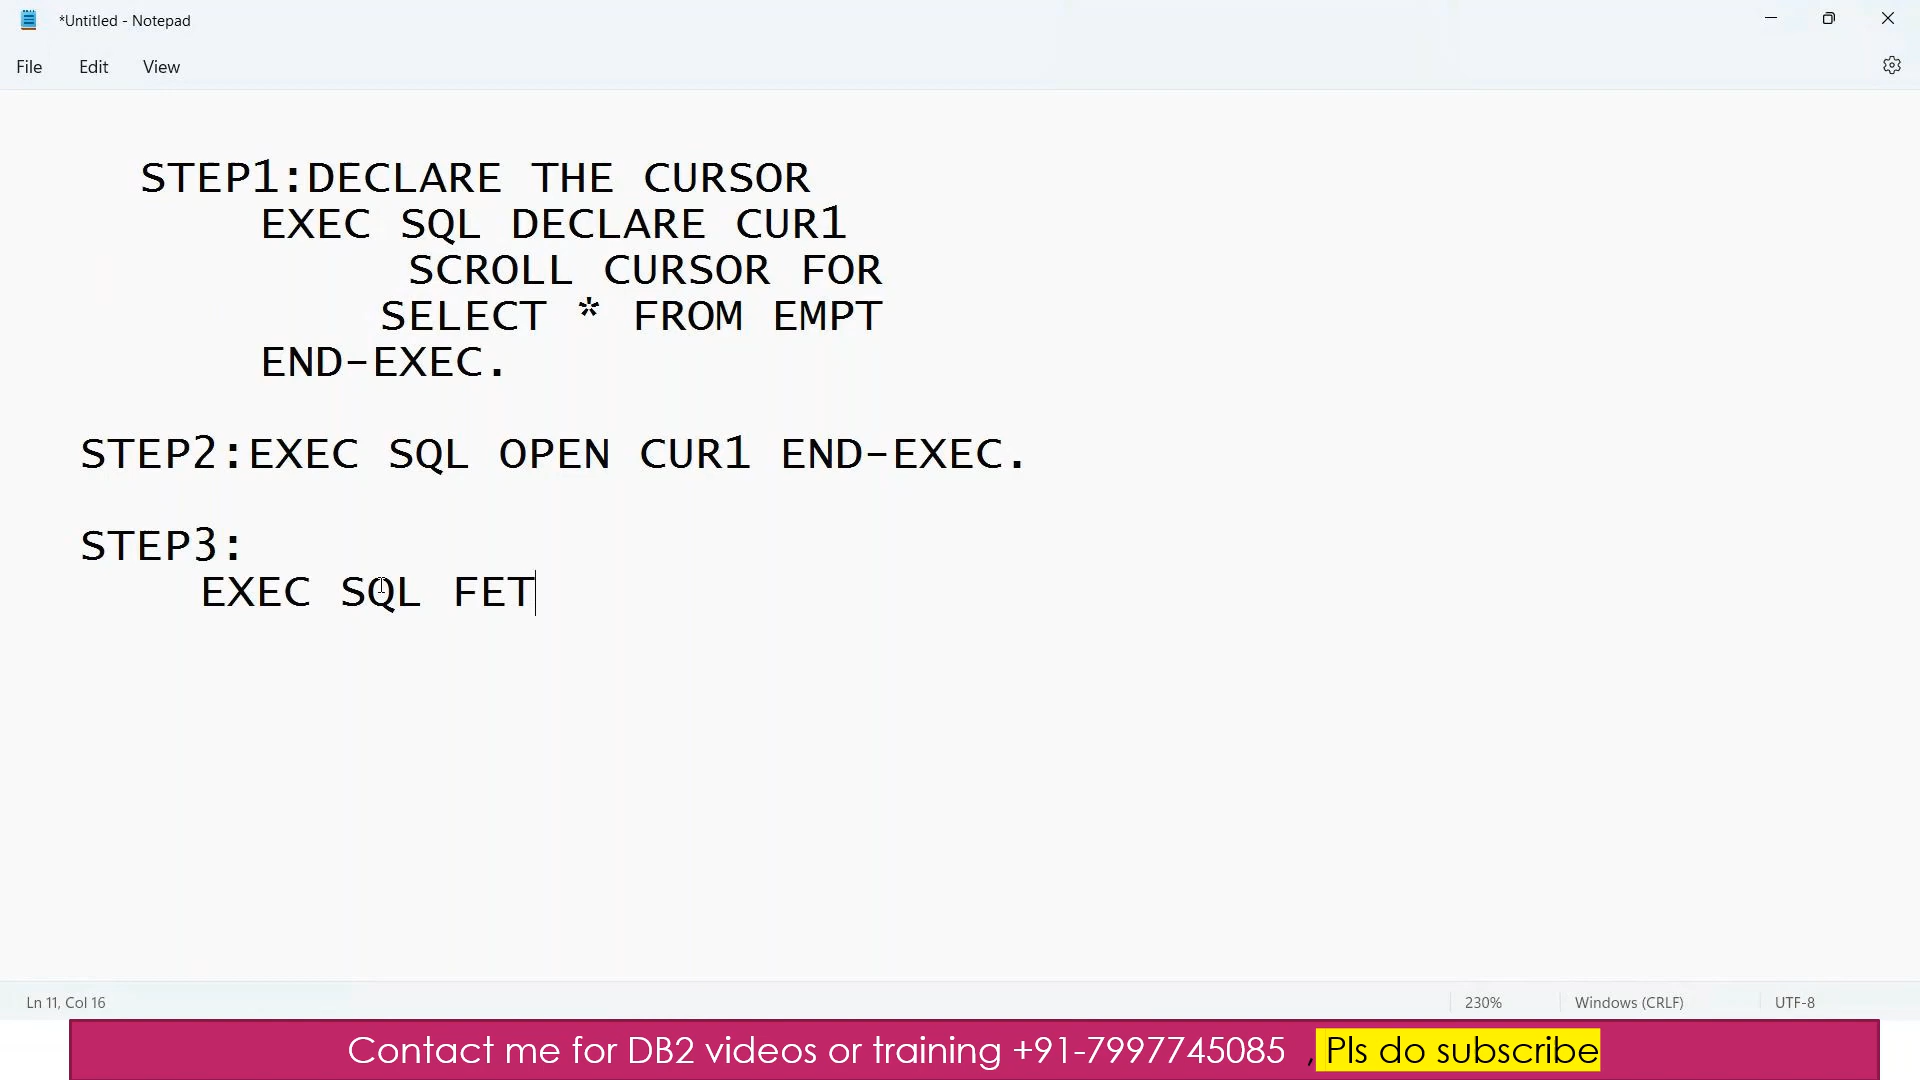 *Untitled - Notepad
File Edit View
STEP1:DECLARE THE CURSOR
EXEC SQL DECLARE CUR1
SCROLL CURSOR FOR
SELECT * FROM EMPT
END-EXEC.
STEP2:EXEC SQL OPEN CUR1 END-EXEC.
STEP3:
EXEC SQL FET
Ln 11, Col 16 230% Windows (CRLF) UTF-8
Contact me for DB2 videos or training +91-7997745085 , Pls do subscribe